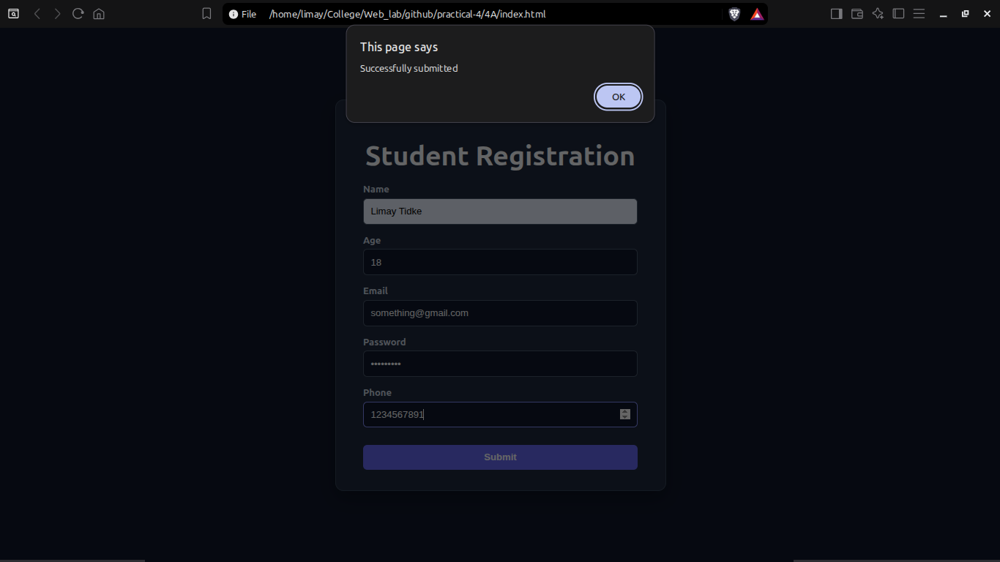 File /home/limay/College/Web_lab/github/practical-4/4A/index.html
This page says
Successfully submitted
OK
Student Registration
Name
Limay Tidke
Age
18
Email
something@gmail.com
Password
•••••••••
Phone
1234567891
Submit